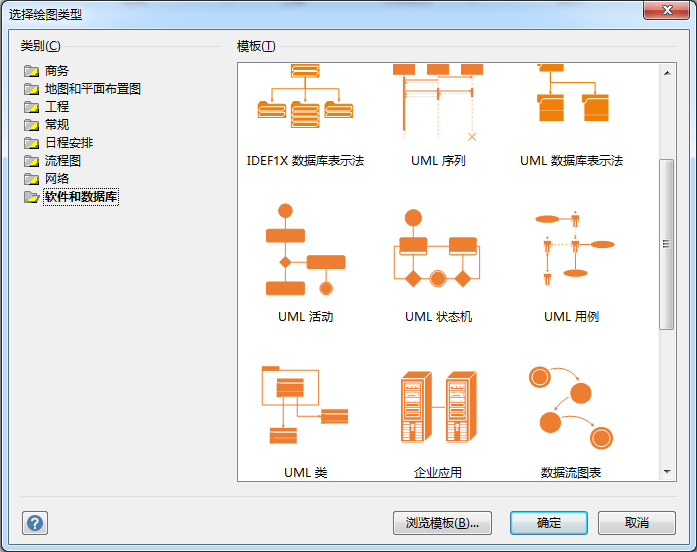 选择绘图类型
类别(C)
模板(T)
商务
地图和平面布置图
工程
常规
日程安排
流程图
网络
软件和数据库
IDEF1X 数据库表示法
UML 序列
UML 数据库表示法
UML 活动
UML 状态机
UML 用例
UML 类
企业应用
数据流图表
浏览模板(B)...
确定
取消